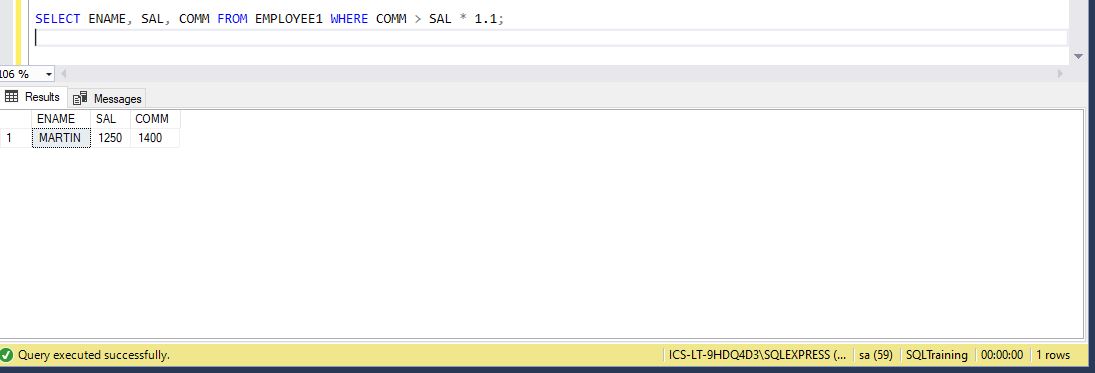 SELECT ENAME, SAL, COMM FROM EMPLOYEE1 WHERE COMM > SAL * 1.1;
106 %
Results Messages
ENAME SAL COMM
1 MARTIN 1250 1400
Query executed successfully. ICS-LT-9HDQ4D3\SQLEXPRESS (... sa (59) SQLTraining 00:00:00 1 rows